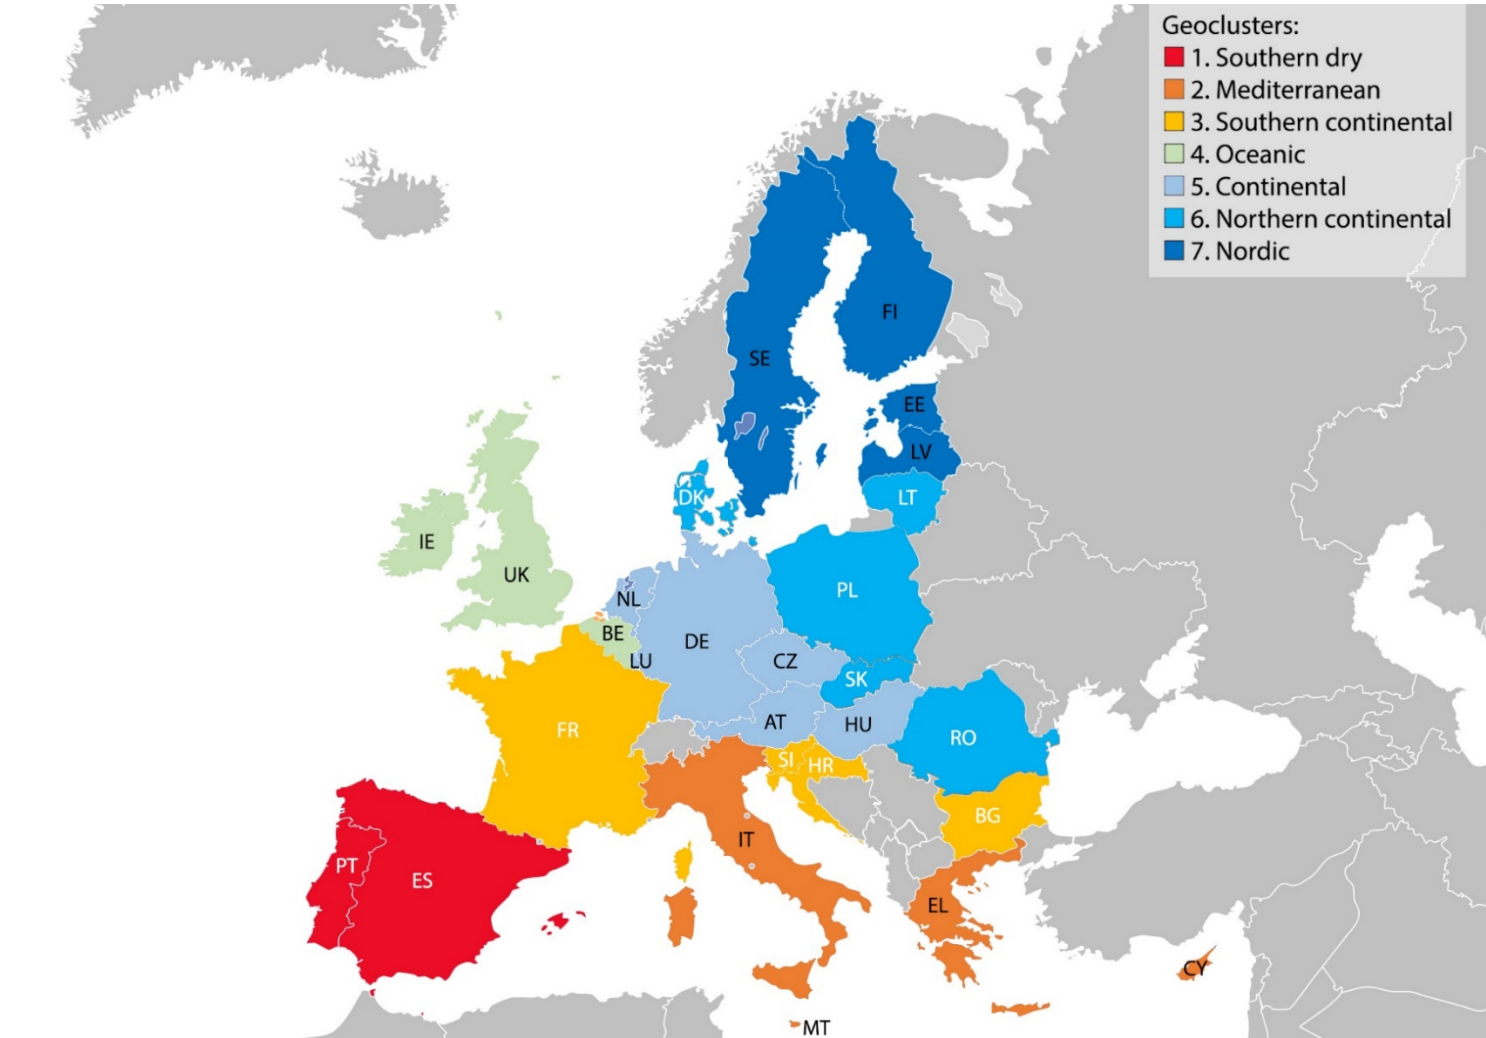 Geoclusters:
1. Southern dry
2. Mediterranean
3. Southern continental
4. Oceanic
5. Continental
6. Northern continental
7. Nordic
FI
SE
EE
LV
LT
DK
IE
UK
PL
NL
BE
DE
LU
CZ
SK
AT
HU
FR
RO
SI
HR
BG
IT
PT
ES
EL
CY
MT